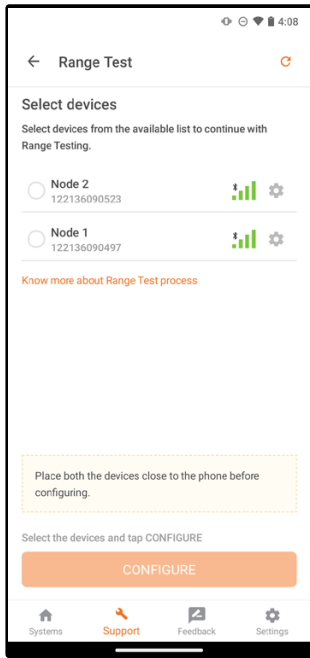 4:08
Range Test
Select devices
Select devices from the available list to continue with
Range Testing.
Node 2
122136090523
Node 1
122136090497
Know more about Range Test process
Place both the devices close to the phone before
configuring.
Select the devices and tap CONFIGURE
CONFIGURE
Systems
Support
Feedback
Settings